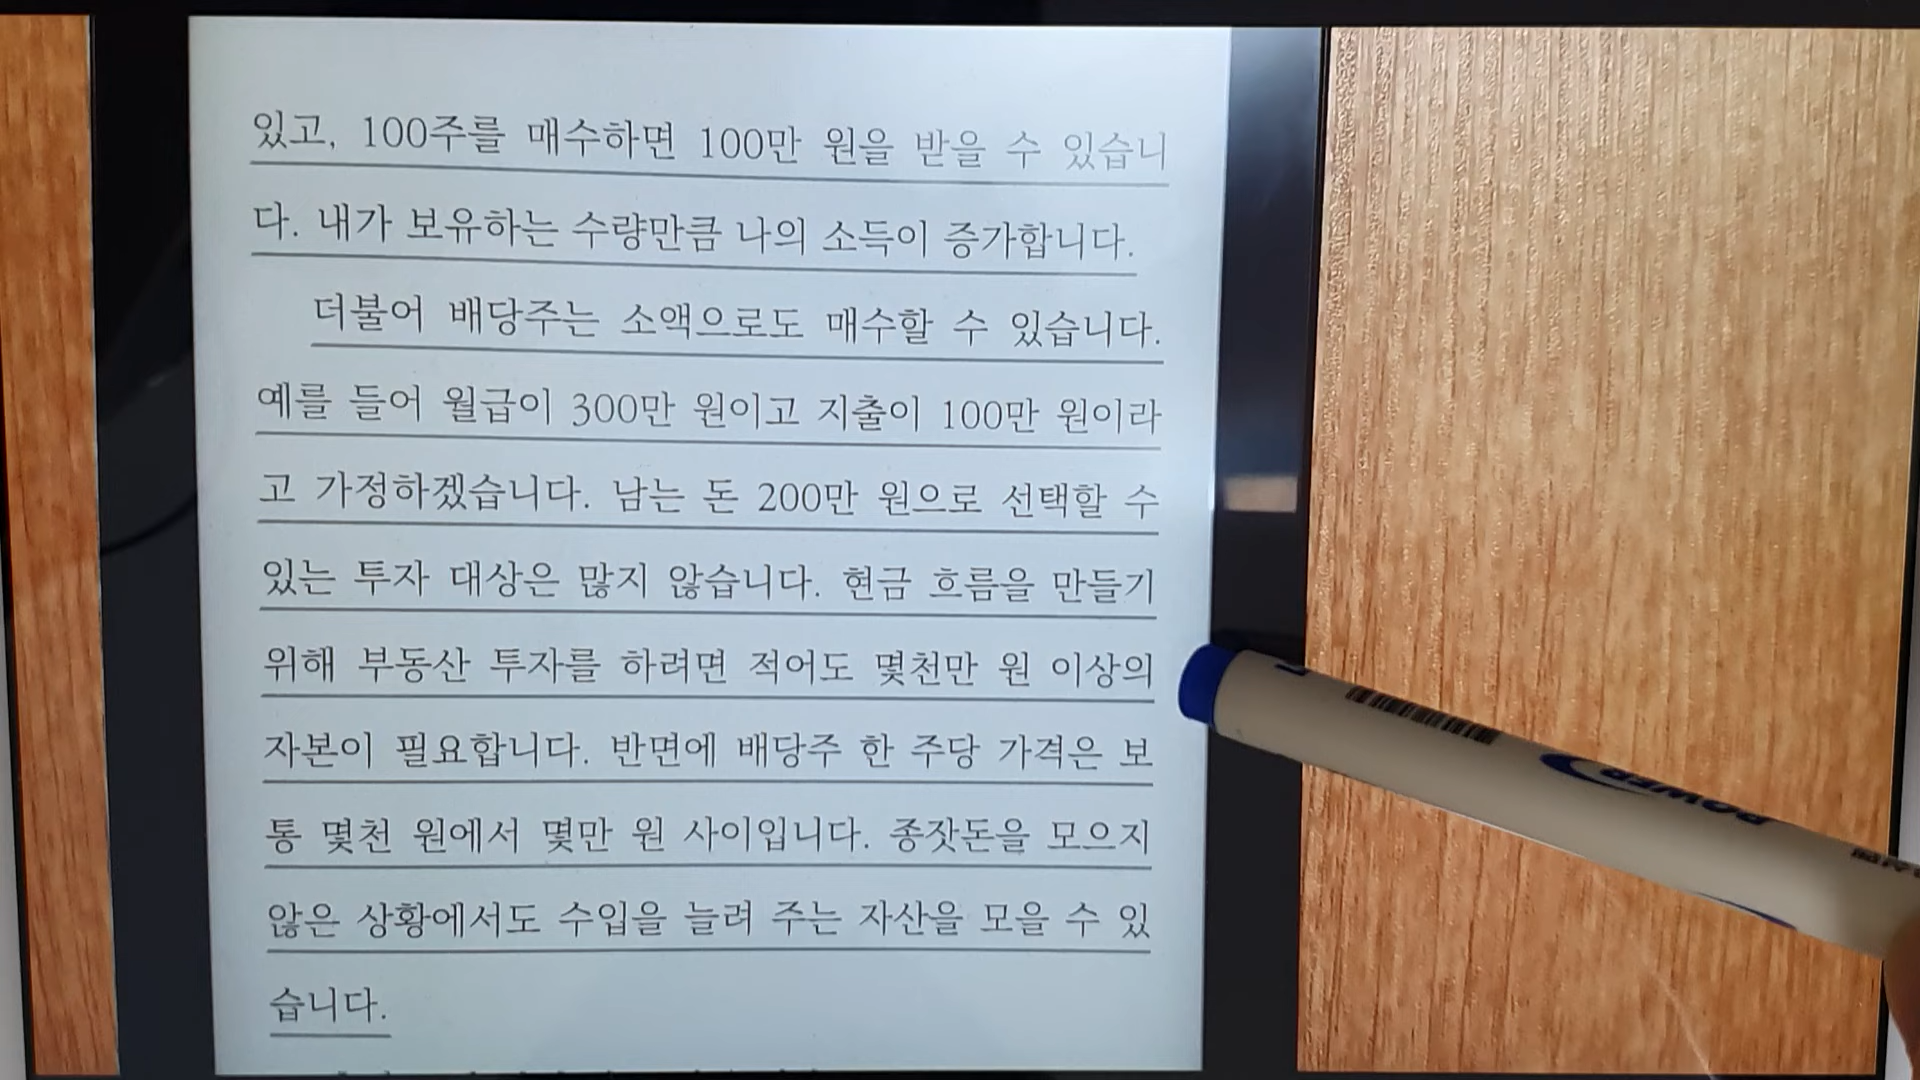 있고, 100주를 매수하면 100만 원을 받을 수 있습니
다. 내가 보유하는 수량만큼 나의 소득이 증가합니다.
더불어 배당주는 소액으로도 매수할 수 있습니다.
예를 들어 월급이 300만 원이고 지출이 100만 원이라
고 가정하겠습니다. 남는 돈 200만 원으로 선택할 수
있는 투자 대상은 많지 않습니다. 현금 흐름을 만들기
위해 부동산 투자를 하려면 적어도 몇천만 원 이상의
자본이 필요합니다. 반면에 배당주 한 주당 가격은 보
통 몇천 원에서 몇만 원 사이입니다. 종잣돈을 모으지
않은 상황에서도 수입을 늘려 주는 자산을 모을 수 있
습니다.
POWER